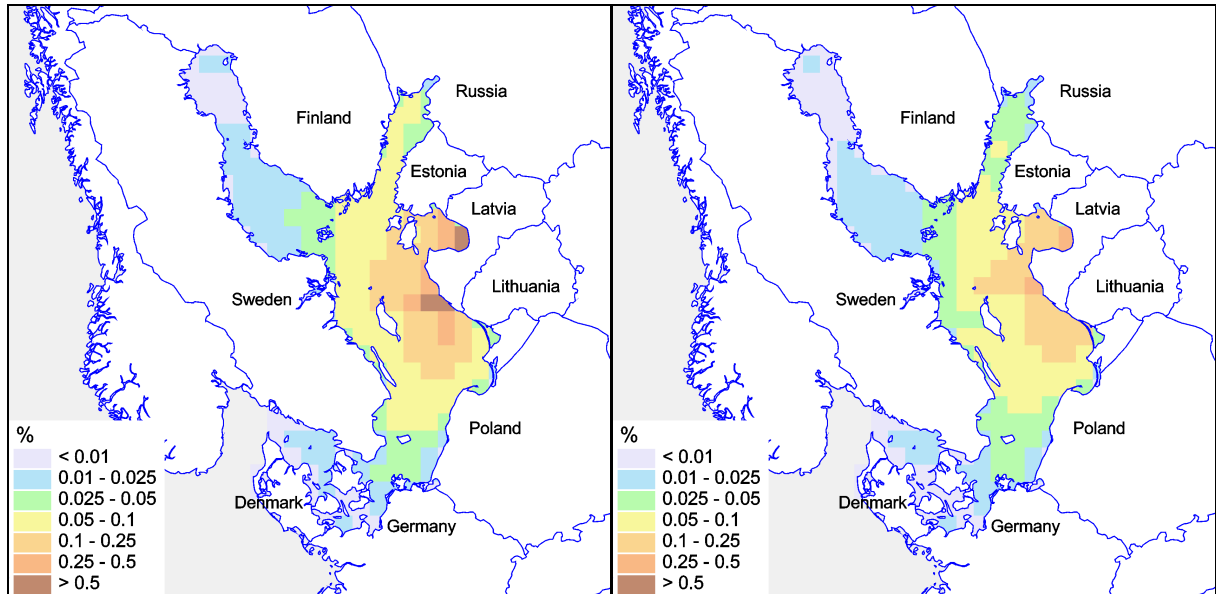 Russia
Finland
Estonia
Latvia
Lithuania
Sweden
Poland
Denmark
Germany
%
< 0.01
0.01 - 0.025
0.025 - 0.05
0.05 - 0.1
0.1 - 0.25
0.25 - 0.5
> 0.5
Russia
Finland
Estonia
Latvia
Lithuania
Sweden
Poland
Denmark
Germany
%
< 0.01
0.01 - 0.025
0.025 - 0.05
0.05 - 0.1
0.1 - 0.25
0.25 - 0.5
> 0.5